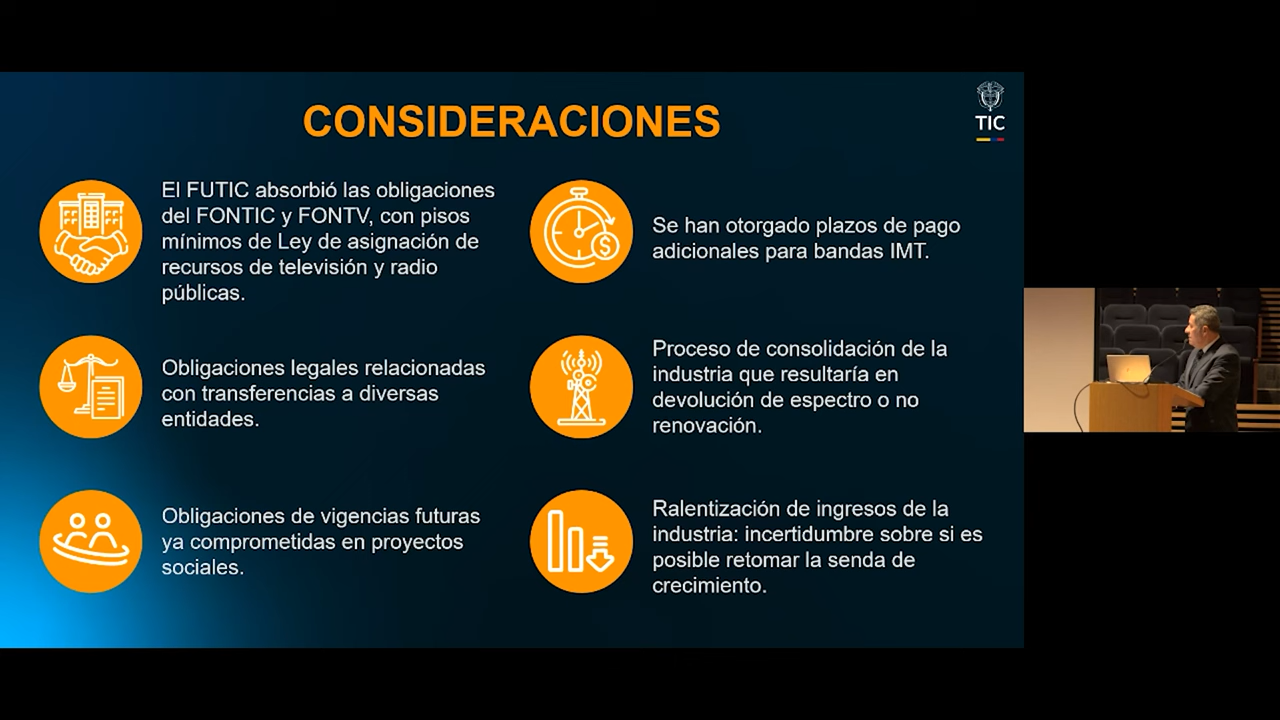 CONSIDERACIONES
TIC
El FUTIC absorbió las obligaciones
del FONTIC y FONTV, con pisos
mínimos de Ley de asignación de
recursos de televisión y radio
públicas.
Obligaciones legales relacionadas
con transferencias a diversas
entidades.
Obligaciones de vigencias futuras
ya comprometidas en proyectos
sociales.
$
Se han otorgado plazos de pago
adicionales para bandas IMT.
Proceso de consolidación de la
industria que resultaría en
devolución de espectro o no
renovación.
Ralentización de ingresos de la
industria: incertidumbre sobre si es
posible retomar la senda de
crecimiento.